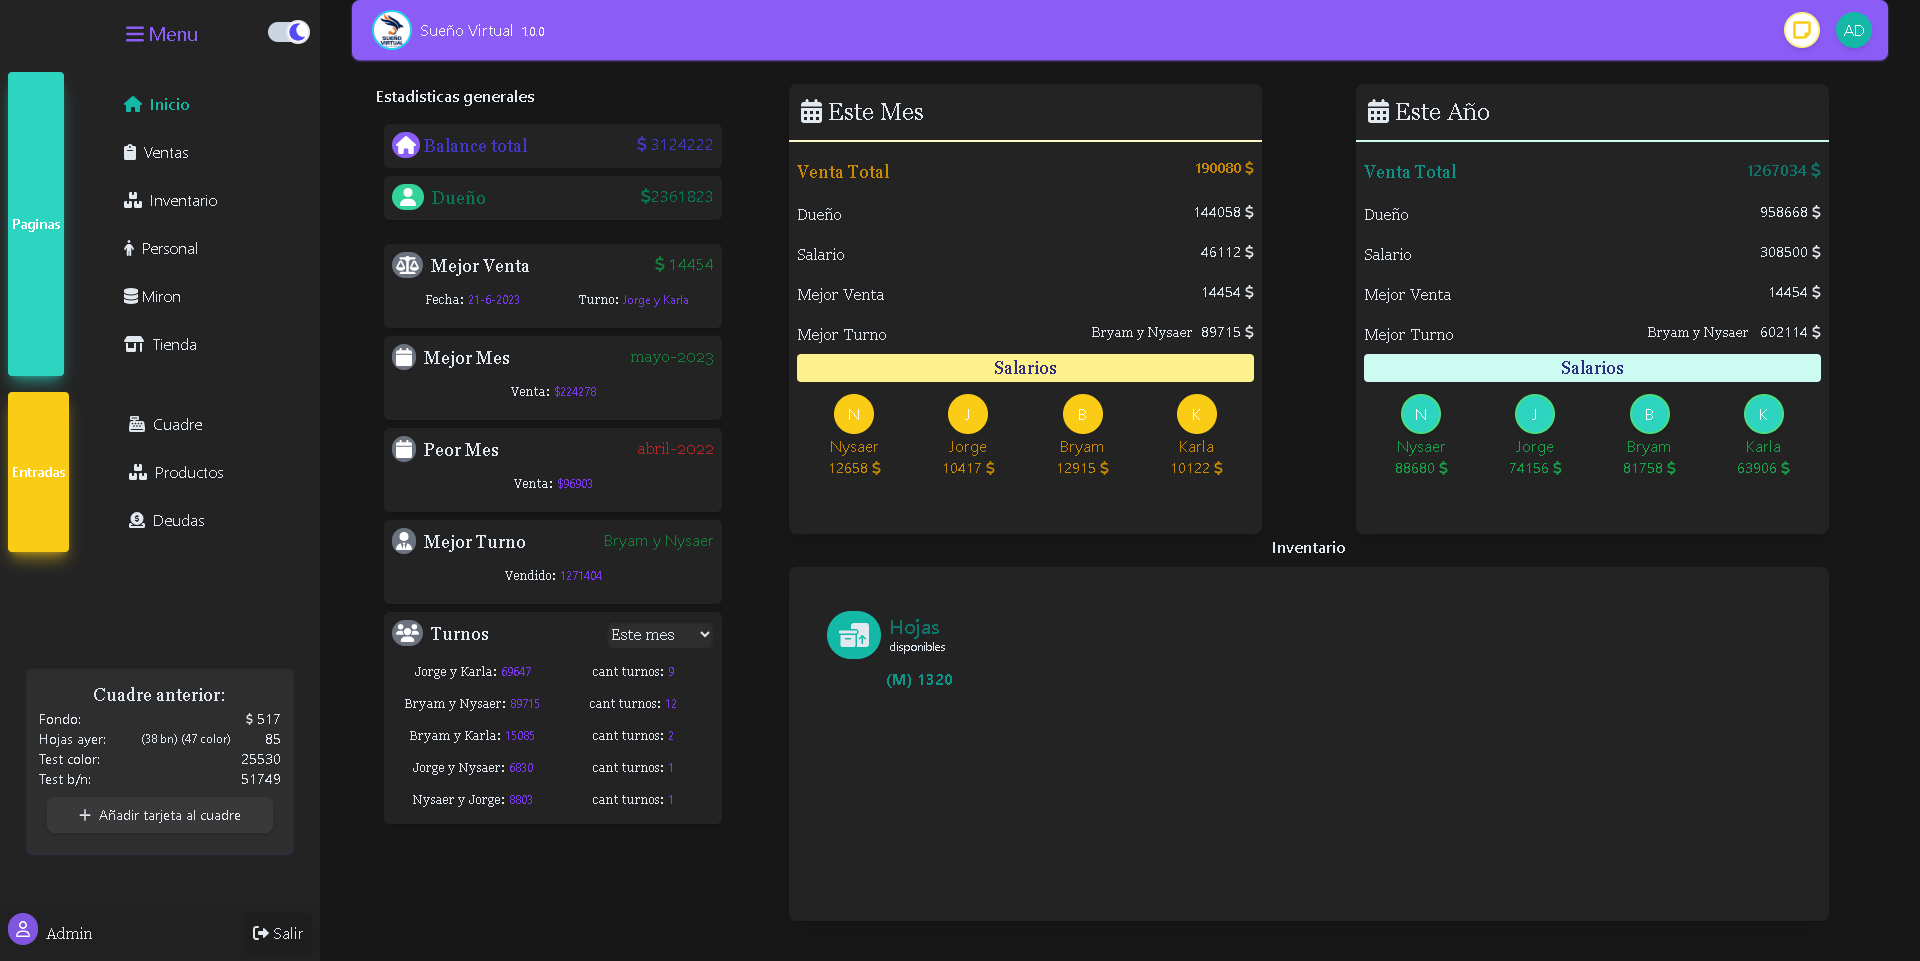 Menu
Paginas
Inicio
Ventas
Inventario
Personal
Miron
Tienda
Entradas
Cuadre
Productos
Deudas
Cuadre anterior:
Fondo: $ 517
Hojas ayer: (38 bn) (47 color) 85
Test color: 25530
Test b/n: 51749
+ Añadir tarjeta al cuadre
Admin
Salir
SUEÑO VIRTUAL
Sueño Virtual 1.0.0
AD
Estadisticas generales
Balance total $ 3124222
Dueño $2361823
Mejor Venta $ 14454
Fecha: 21-6-2023 Turno: Jorge y Karla
Mejor Mes mayo-2023
Venta: $224278
Peor Mes abril-2022
Venta: $96903
Mejor Turno Bryam y Nysaer
Vendido: 1271404
Turnos Este mes
Jorge y Karla: 69647 cant turnos: 9
Bryam y Nysaer: 89715 cant turnos: 12
Bryam y Karla: 15085 cant turnos: 2
Jorge y Nysaer: 6830 cant turnos: 1
Nysaer y Jorge: 8803 cant turnos: 1
Este Mes
Venta Total 190080 $
Dueño 144058 $
Salario 46112 $
Mejor Venta 14454 $
Mejor Turno Bryam y Nysaer 89715 $
Salarios
N J B K
Nysaer Jorge Bryam Karla
12658 $ 10417 $ 12915 $ 10122 $
Este Año
Venta Total 1267034 $
Dueño 958668 $
Salario 308500 $
Mejor Venta 14454 $
Mejor Turno Bryam y Nysaer 602114 $
Salarios
N J B K
Nysaer Jorge Bryam Karla
88680 $ 74156 $ 81758 $ 63906 $
Inventario
Hojas
disponibles
(M) 1320